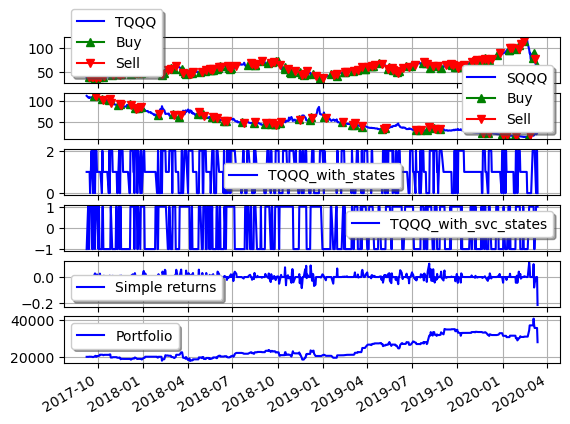 TQQQ
Buy
Sell
100
50
SQQQ
Buy
Sell
100
50
2
0
TQQQ_with_states
1
0
−1
TQQQ_with_svc_states
0.0
−0.2
Simple returns
40000
20000
Portfolio
2017-10 2018-01 2018-04 2018-07 2018-10 2019-01 2019-04 2019-07 2019-10 2020-01 2020-04